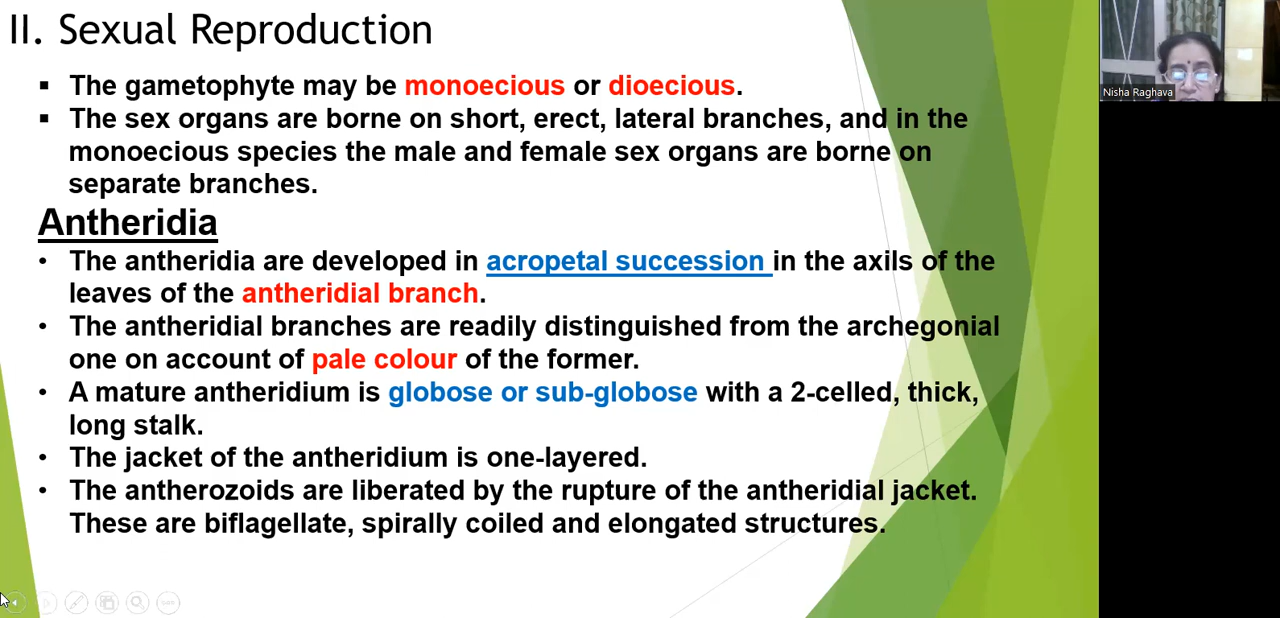 II. Sexual Reproduction
Nisha Raghava
▪ The gametophyte may be monoecious or dioecious.
▪ The sex organs are borne on short, erect, lateral branches, and in the
monoecious species the male and female sex organs are borne on
separate branches.
Antheridia
• The antheridia are developed in acropetal succession in the axils of the
leaves of the antheridial branch.
• The antheridial branches are readily distinguished from the archegonial
one on account of pale colour of the former.
• A mature antheridium is globose or sub-globose with a 2-celled, thick,
long stalk.
• The jacket of the antheridium is one-layered.
• The antherozoids are liberated by the rupture of the antheridial jacket.
These are biflagellate, spirally coiled and elongated structures.